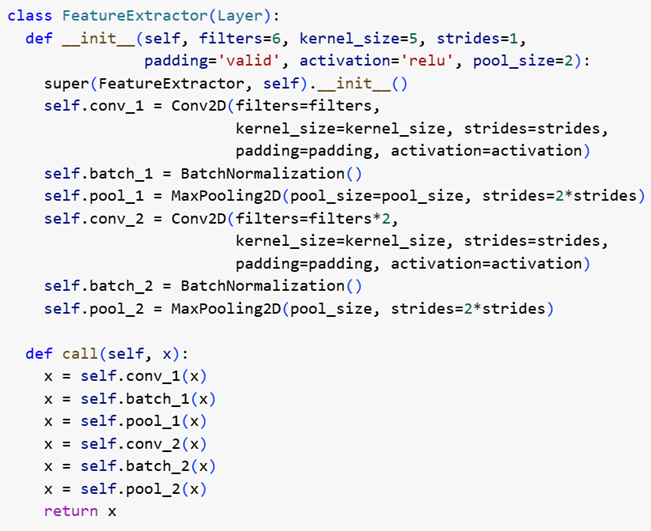 class FeatureExtractor(Layer):
  def __init__(self, filters=6, kernel_size=5, strides=1,
               padding='valid', activation='relu', pool_size=2):
    super(FeatureExtractor, self).__init__()
    self.conv_1 = Conv2D(filters=filters,
                         kernel_size=kernel_size, strides=strides,
                         padding=padding, activation=activation)
    self.batch_1 = BatchNormalization()
    self.pool_1 = MaxPooling2D(pool_size=pool_size, strides=2*strides)
    self.conv_2 = Conv2D(filters=filters*2,
                         kernel_size=kernel_size, strides=strides,
                         padding=padding, activation=activation)
    self.batch_2 = BatchNormalization()
    self.pool_2 = MaxPooling2D(pool_size, strides=2*strides)

  def call(self, x):
    x = self.conv_1(x)
    x = self.batch_1(x)
    x = self.pool_1(x)
    x = self.conv_2(x)
    x = self.batch_2(x)
    x = self.pool_2(x)
    return x